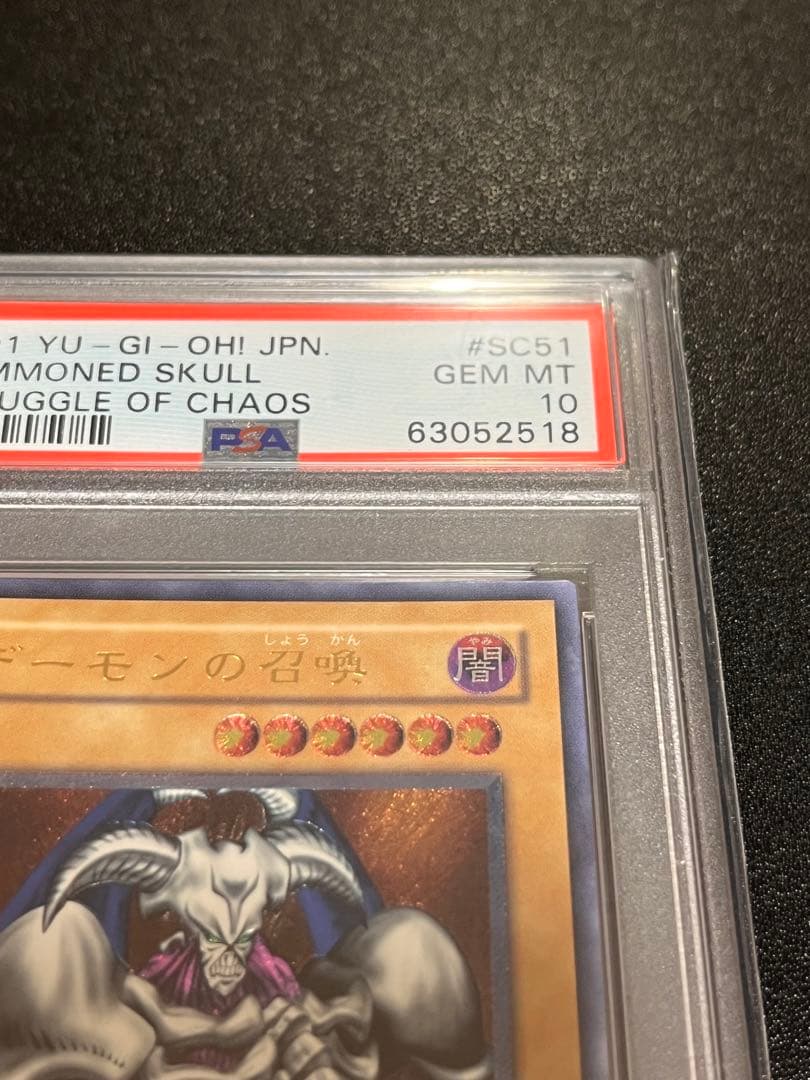 1 YU-GI-OH! JPN. #SC51
MMONED SKULL GEM MT
UGGLE OF CHAOS 10
PSA 63052518
しょう かん やみ
デーモンの召喚 闇